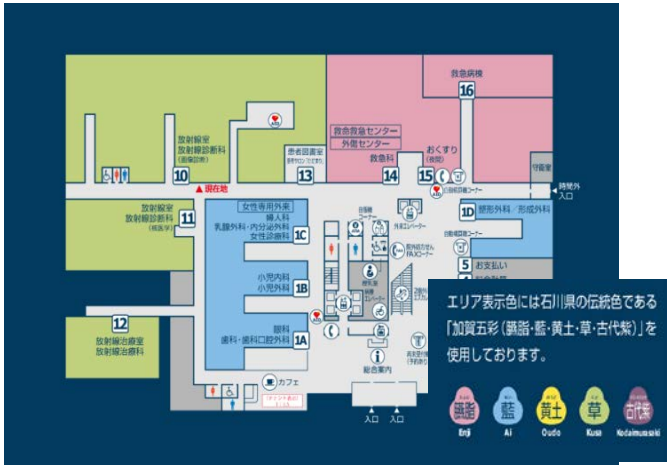 救急病棟
16
救命救急センター
外傷センター
救急科
14
おくすり
(夜間)
15
守衛室
時間外
入口
放射線室
放射線診断科
(画像診断)
10
患者図書室
13
現在地
放射線室
放射線診断科
(核医学)
11
女性専用外来
婦人科
乳腺外科・内分泌外科
女性診療科
1C
小児内科
小児外科
1B
眼科
歯科・歯科口腔外科
1A
12
放射線治療室
放射線治療科
1D
整形外科/形成外科
5
お支払い
カフェ
総合案内
入口
入口
エリア表示色には石川県の伝統色である
「加賀五彩(臙脂・藍・黄土・草・古代紫)」を
使用しております。
臙脂
藍
黄土
草
古代紫
Enji
Ai
Oudo
Kusa
Kodaimurasaki